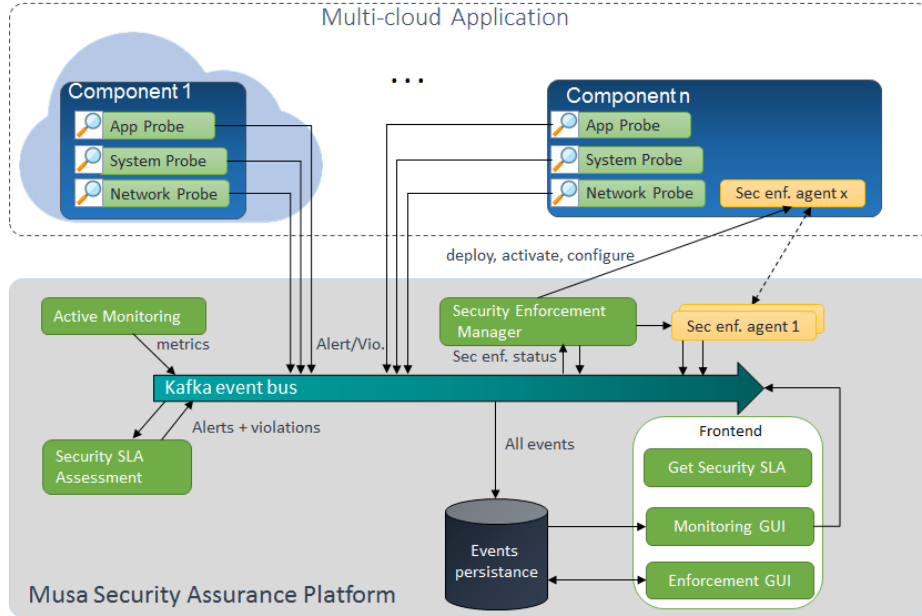 Multi-cloud Application
...
Component 1
App Probe
System Probe
Network Probe
Component n
App Probe
System Probe
Network Probe
Sec enf. agent x
deploy, activate, configure
Active Monitoring
metrics
Alert/Vio.
Security Enforcement
Manager
Sec enf. status
Sec enf. agent 1
Kafka event bus
Alerts + violations
Security SLA
Assessment
All events
Frontend
Get Security SLA
Monitoring GUI
Enforcement GUI
Events
persistance
Musa Security Assurance Platform